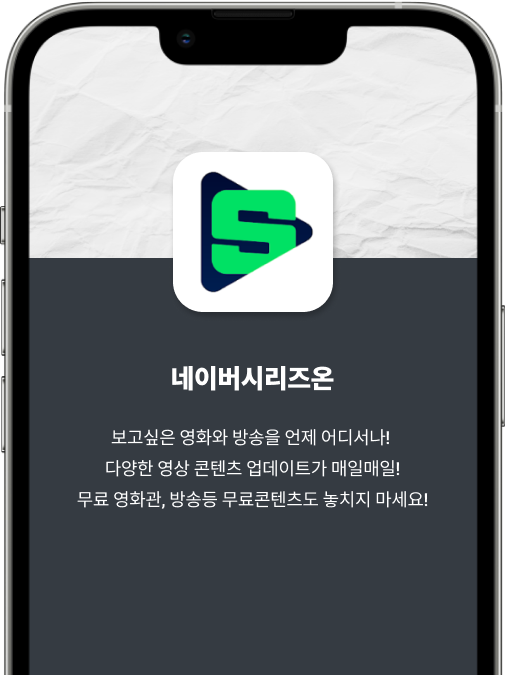 S
네이버시리즈온
보고싶은 영화와 방송을 언제 어디서나!
다양한 영상 콘텐츠 업데이트가 매일매일!
무료 영화관, 방송등 무료콘텐츠도 놓치지 마세요!